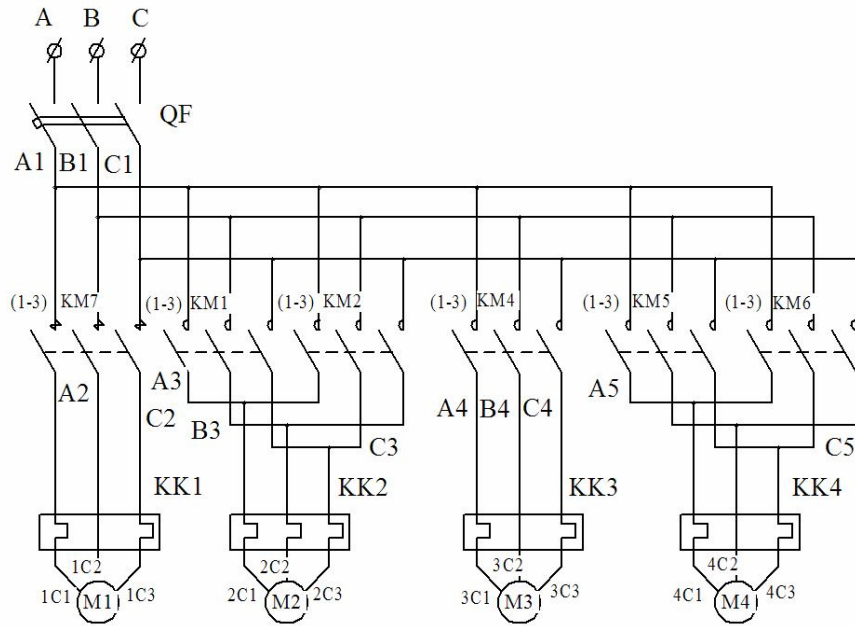 A B C
QF
A1 B1 C1
(1-3) KM7 (1-3) KM1 (1-3) KM2 (1-3) KM4 (1-3) KM5 (1-3) KM6
A3 A5
A2 A4 B4 C4
C2 B3 C3 C5
KK1 KK2 KK3 KK4
1C2 2C2 3C2 4C2
1C1 M1 1C3 2C1 M2 2C3 3C1 M3 3C3 4C1 M4 4C3